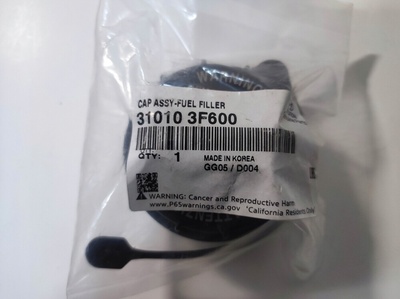 WARNING
CAP ASSY-FUEL FILLER
31010 3F600
QTY: 1 MADE IN KOREA
GG05 / D004
WARNING: Cancer and Reproductive Harm
www.P65warnings.ca.gov *California Residents Only